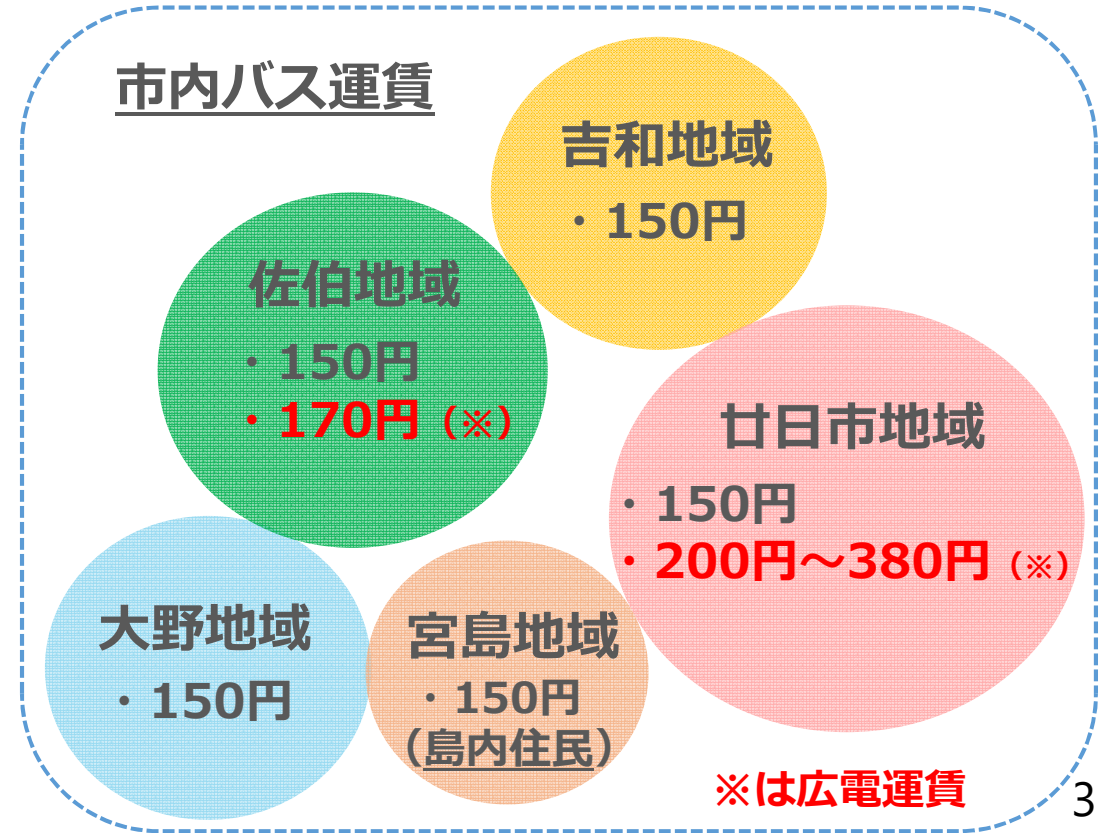 市内バス運賃
吉和地域
・150円
佐伯地域
・150円
・170円（※）
廿日市地域
・150円
・200円～380円（※）
大野地域
・150円
宮島地域
・150円
（島内住民）
※は広電運賃
3